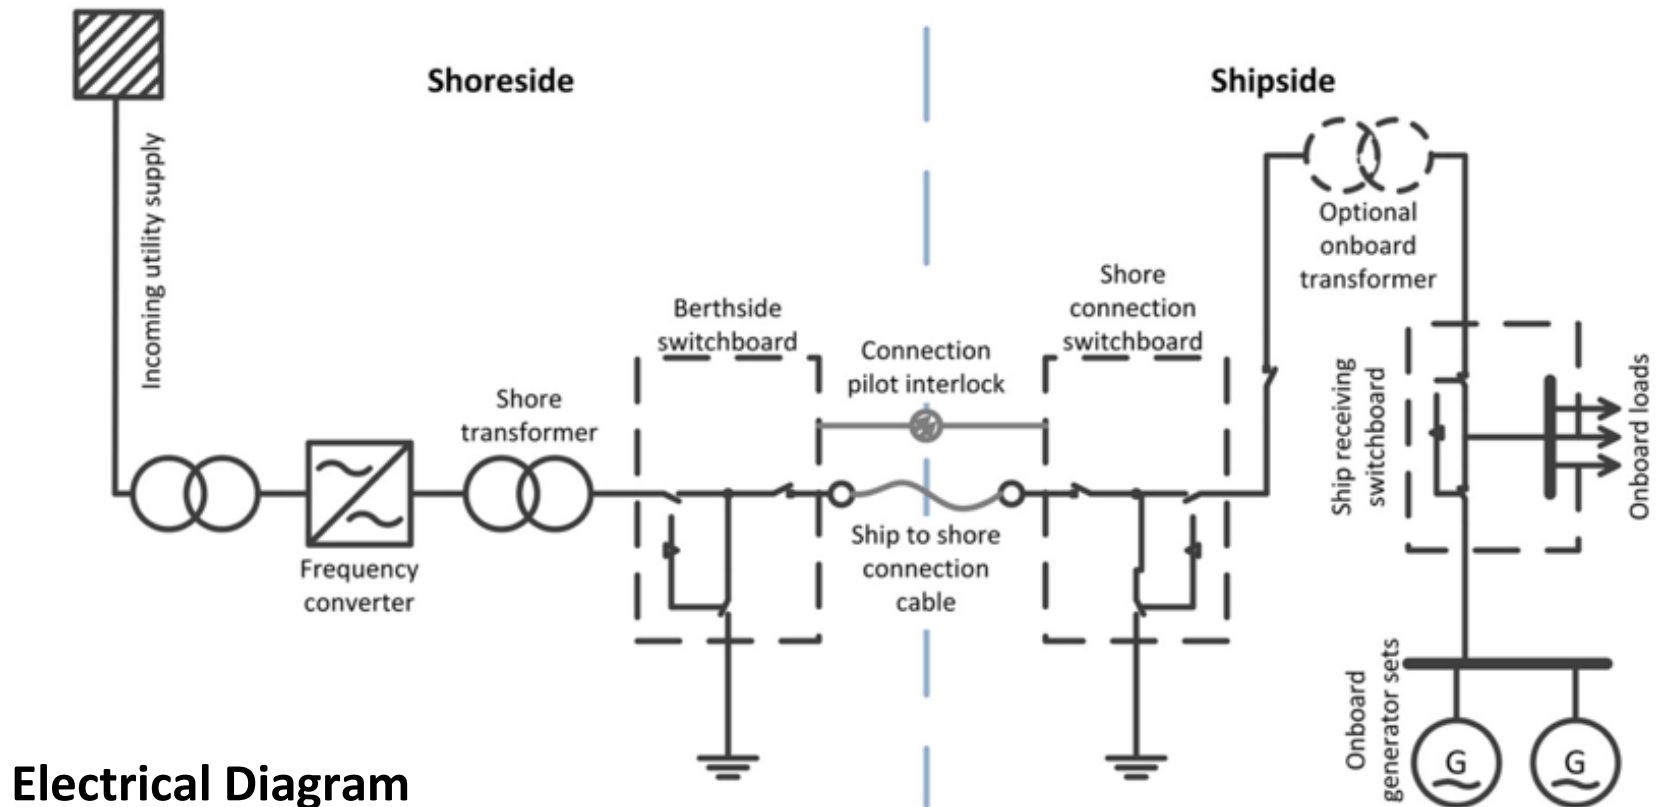 Shoreside
Shipside
Incoming utility supply
Optional
onboard
transformer
Shore
connection
switchboard
Berthside
switchboard
Connection
pilot interlock
Shore
transformer
Ship receiving
switchboard
Onboard loads
Frequency
converter
Ship to shore
connection
cable
Onboard
generator sets
G
G
Electrical Diagram